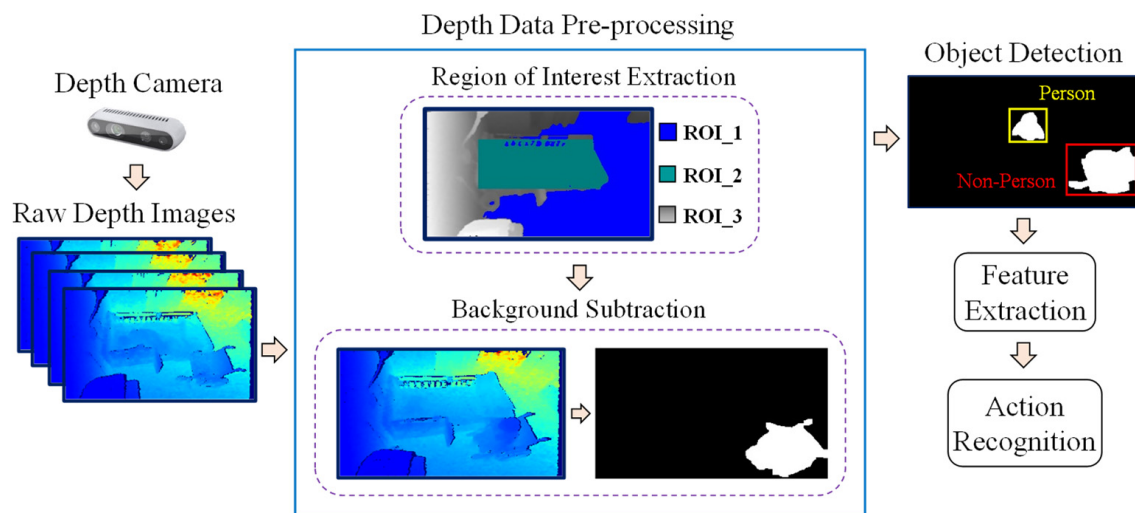 Depth Data Pre-processing
Depth Camera
Raw Depth Images
Region of Interest Extraction
ROI_1
ROI_2
ROI_3
Background Subtraction
Object Detection
Person
Non-Person
Feature
Extraction
Action
Recognition